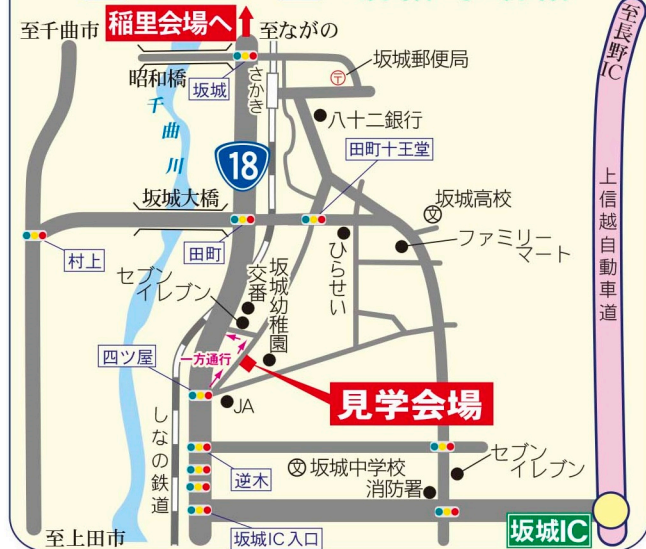 至千曲市
稲里会場へ
至ながの
至長野IC
昭和橋
坂城
さかき
坂城郵便局
〒
千曲川
八十二銀行
18
田町十王堂
坂城大橋
文
坂城高校
ファミリー
マート
村上
田町
ひらせい
上信越自動車道
セブン
イレブン
交番
坂城幼稚園
四ツ屋
一方通行
JA
見学会場
しなの鉄道
逆木
文坂城中学校
消防署
セブン
イレブン
至上田市
坂城IC入口
坂城IC